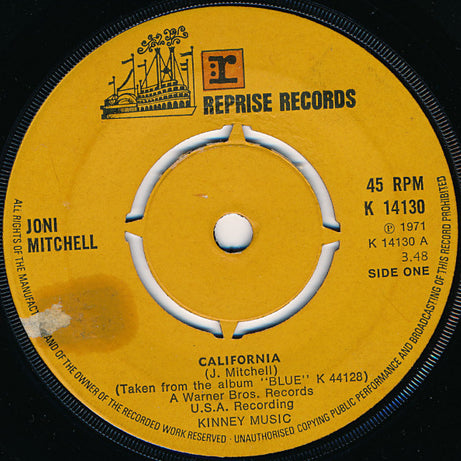 r
REPRISE RECORDS
JONI
MITCHELL
45 RPM
K 14130
Ⓟ 1971
K 14130 A
3.48
SIDE ONE
CALIFORNIA
(J. Mitchell)
(Taken from the album "BLUE" K 44128)
A Warner Bros. Records
U.S.A. Recording
KINNEY MUSIC
ALL RIGHTS OF THE MANUFACT AND OF THE OWNER OF THE RECORDED WORK RESERVED · UNAUTHORISED COPYING PUBLIC PERFORMANCE AND BROADCASTING OF THIS RECORD PROHIBITED